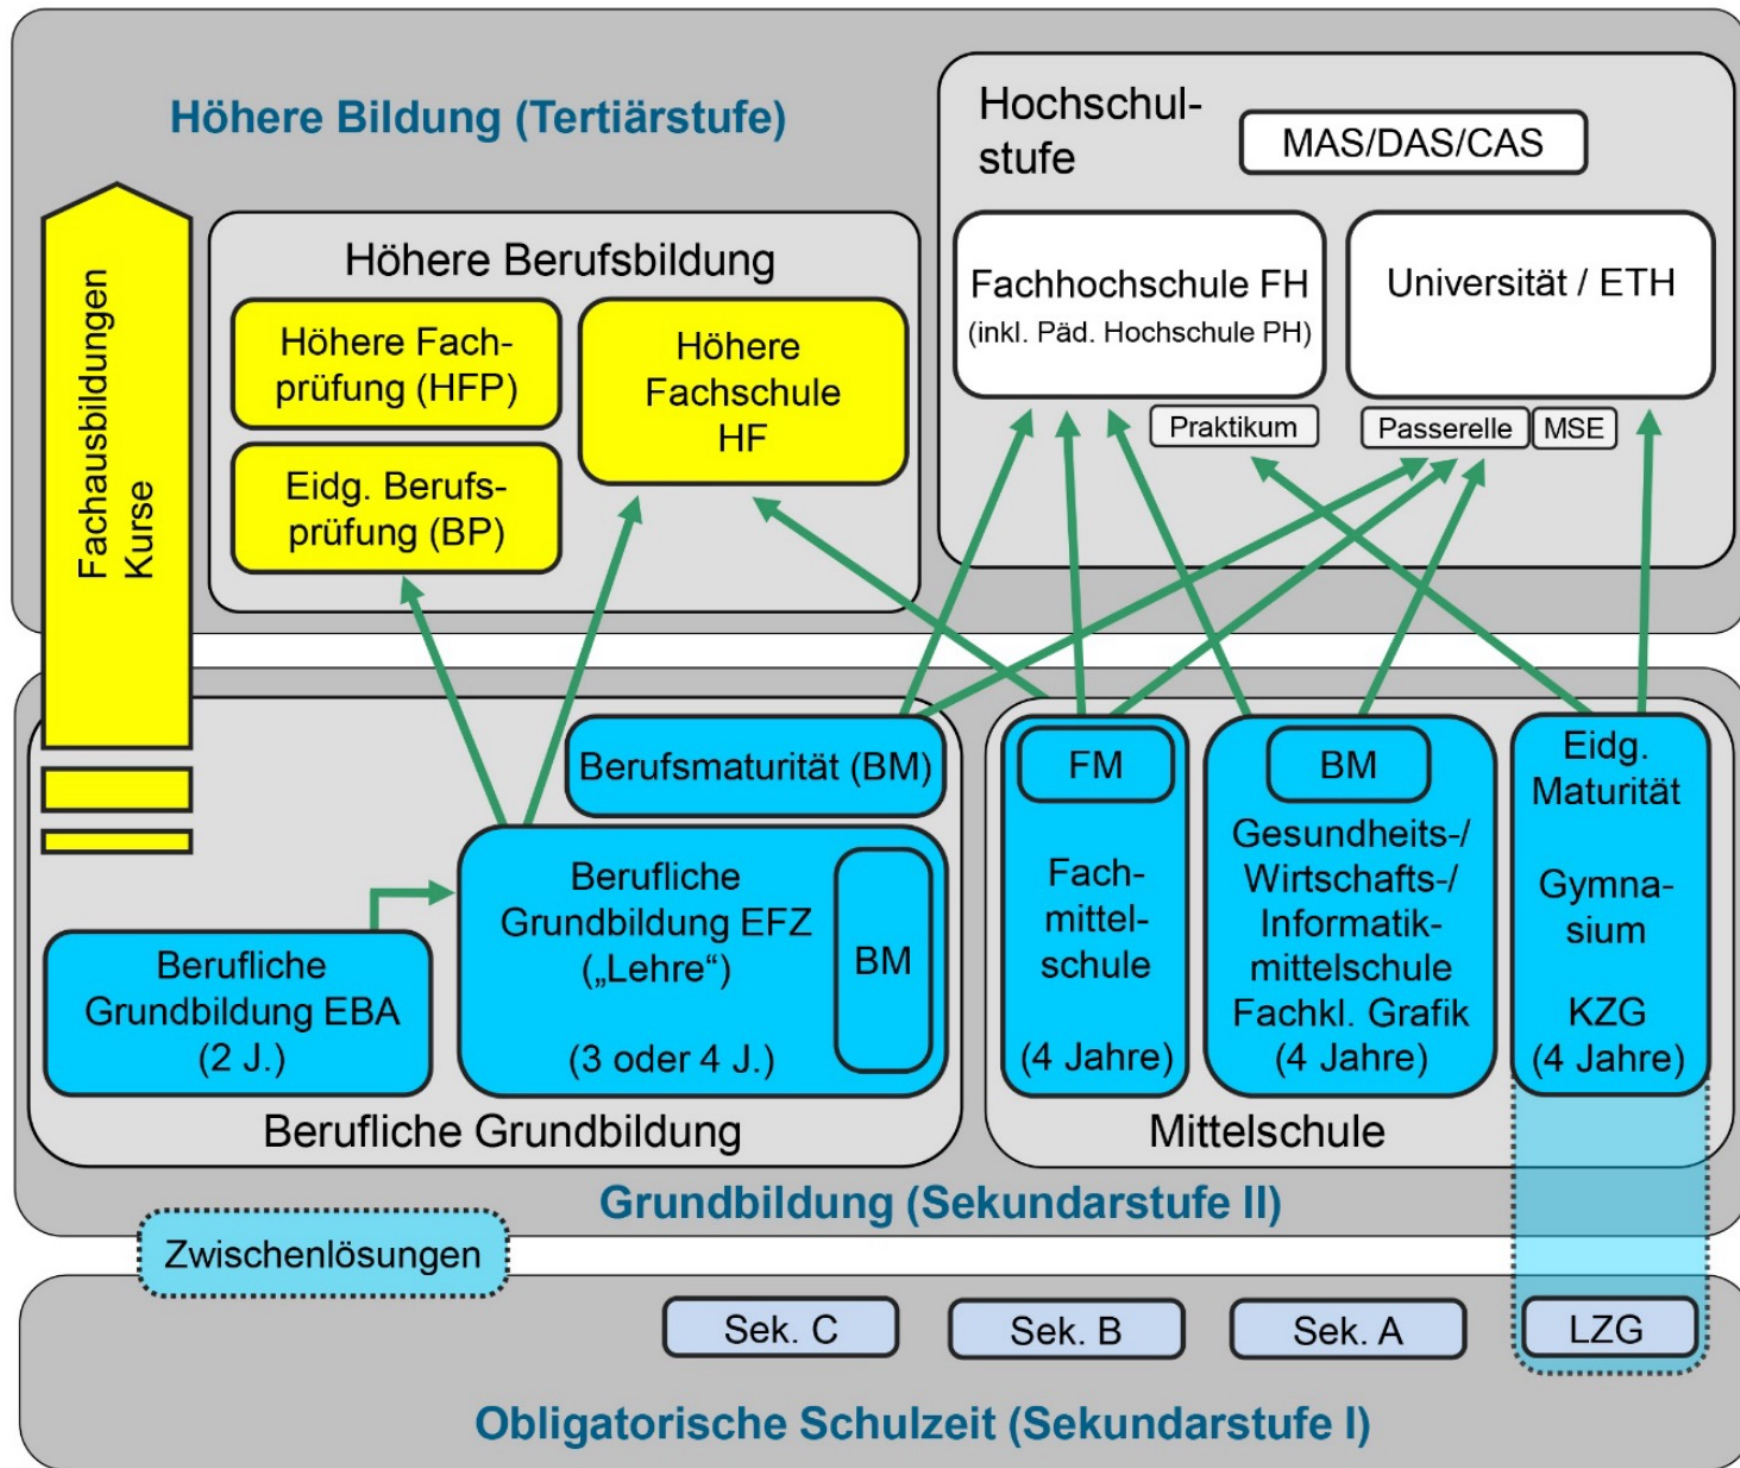 Höhere Bildung (Tertiärstufe)
Hochschul-
stufe
MAS/DAS/CAS
Fachausbildungen
Kurse
Höhere Berufsbildung
Höhere Fach-
prüfung (HFP)
Eidg. Berufs-
prüfung (BP)
Höhere
Fachschule
HF
Fachhochschule FH
(inkl. Päd. Hochschule PH)
Universität / ETH
Praktikum
Passerelle
MSE
Berufsmaturität (BM)
Berufliche
Grundbildung EFZ
(„Lehre“)
(3 oder 4 J.)
BM
Berufliche
Grundbildung EBA
(2 J.)
Berufliche Grundbildung
FM
Fach-
mittel-
schule
(4 Jahre)
BM
Gesundheits-/
Wirtschafts-/
Informatik-
mittelschule
Fachkl. Grafik
(4 Jahre)
Eidg.
Maturität
Gymna-
sium
KZG
(4 Jahre)
Mittelschule
Grundbildung (Sekundarstufe II)
Zwischenlösungen
Sek. C
Sek. B
Sek. A
LZG
Obligatorische Schulzeit (Sekundarstufe I)